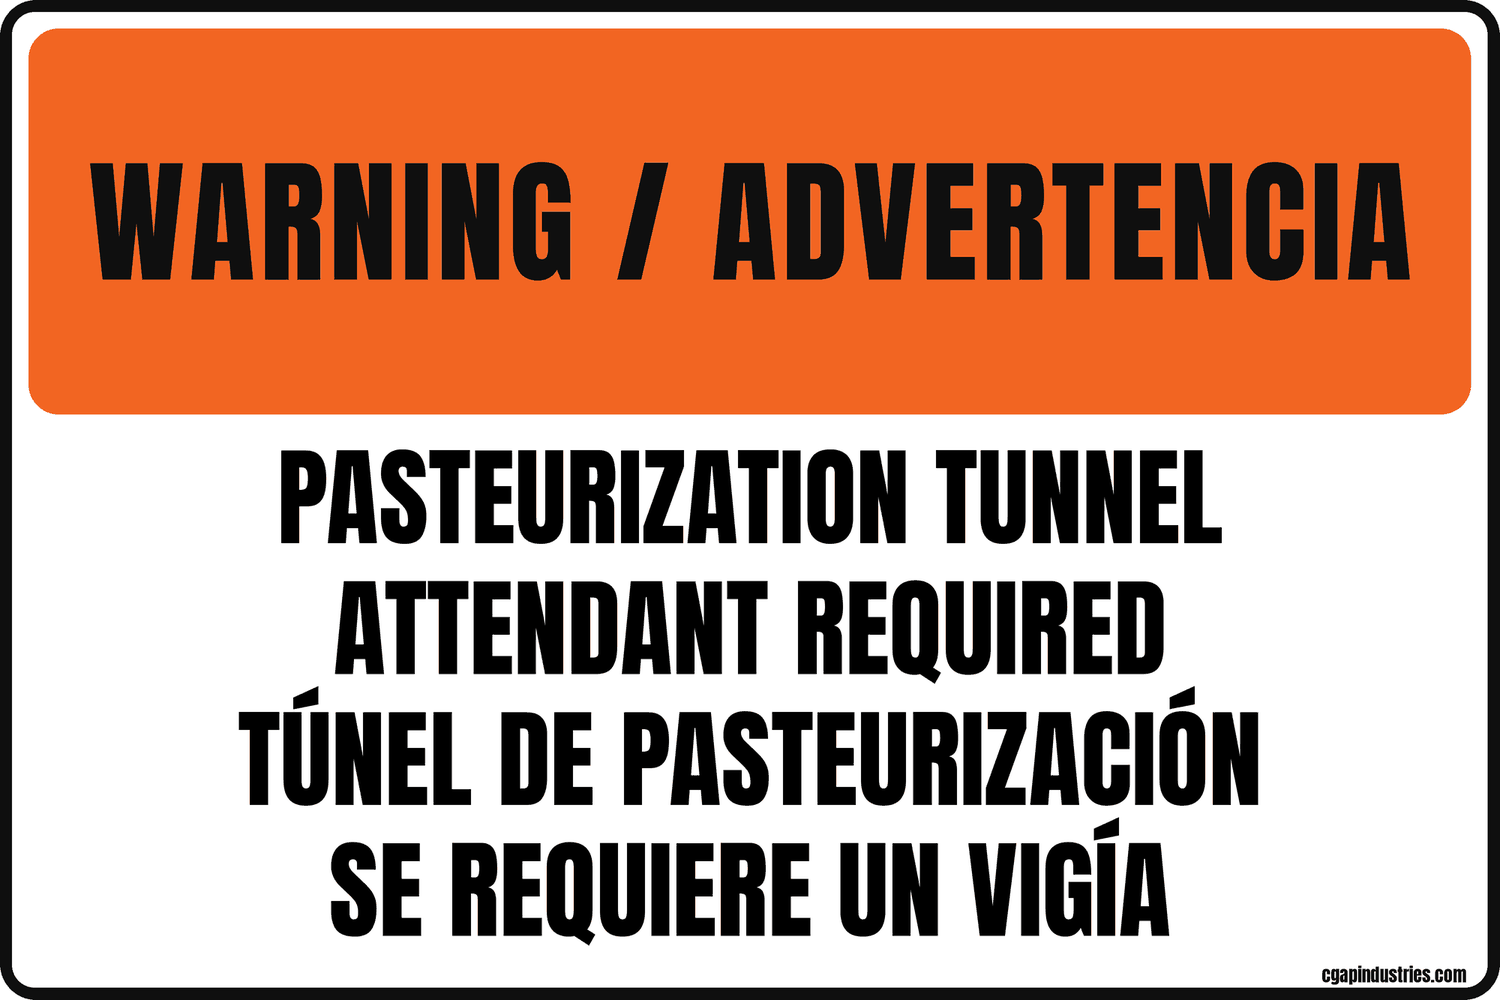 WARNING / ADVERTENCIA
PASTEURIZATION TUNNEL
ATTENDANT REQUIRED
TÚNEL DE PASTEURIZACIÓN
SE REQUIERE UN VIGÍA
cgapindustries.com